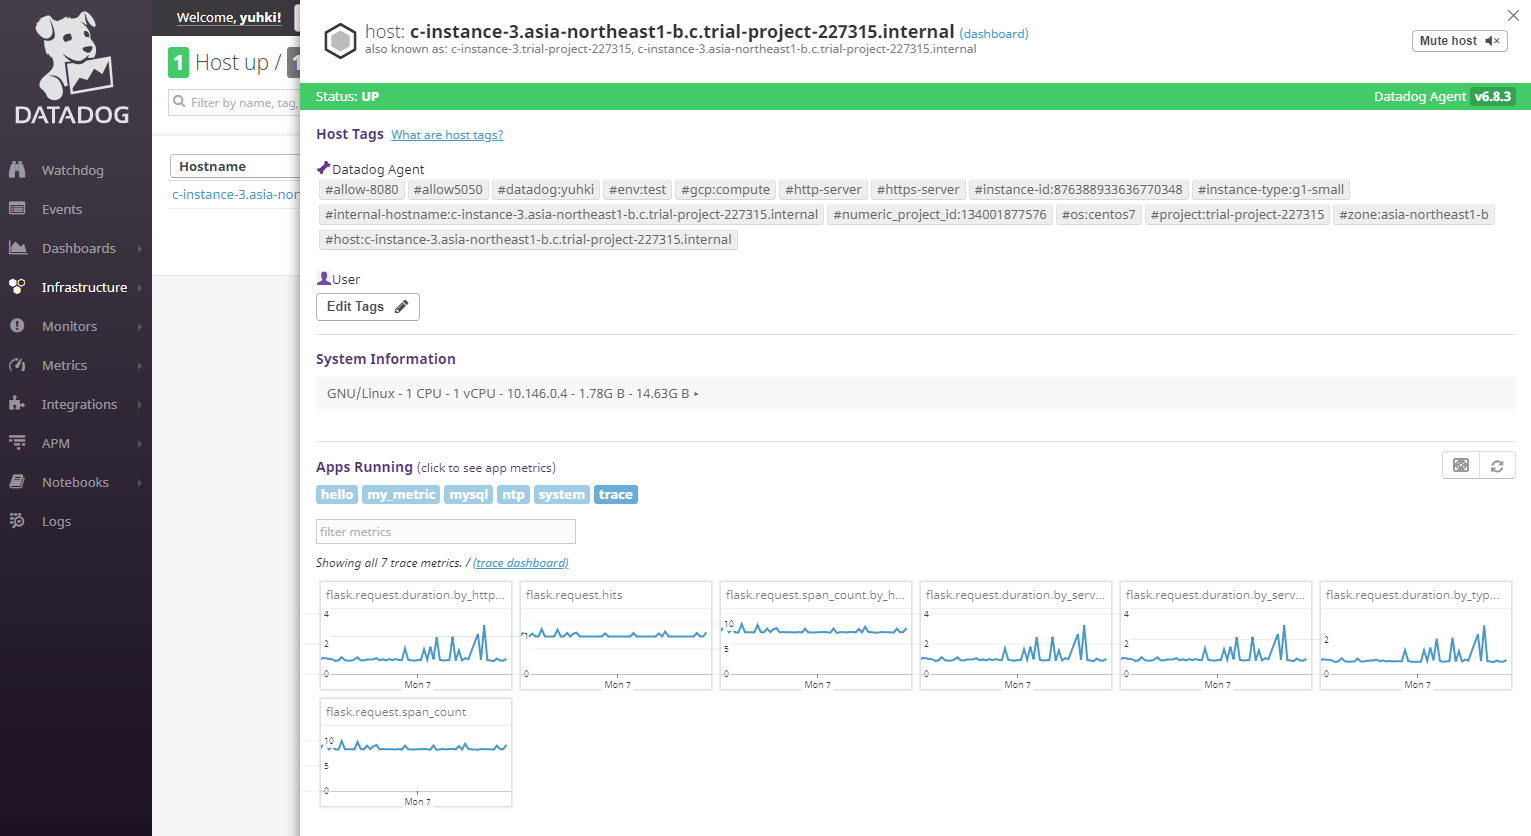 DATADOG
Watchdog
Events
Dashboards
Infrastructure
Monitors
Metrics
Integrations
APM
Notebooks
Logs
Welcome, yuhki!
1 Host up / 1
Filter by name, tag,
Hostname
c-instance-3.asia-nor
host: c-instance-3.asia-northeast1-b.c.trial-project-227315.internal (dashboard)
also known as: c-instance-3.trial-project-227315, c-instance-3.asia-northeast1-b.c.trial-project-227315.internal
Mute host
Status: UP
Datadog Agent v6.8.3
Host Tags What are host tags?
Datadog Agent
#allow-8080 #allow5050 #datadog:yuhki #env:test #gcp:compute #http-server #https-server #instance-id:876388933636770348 #instance-type:g1-small
#internal-hostname:c-instance-3.asia-northeast1-b.c.trial-project-227315.internal #numeric_project_id:134001877576 #os:centos7 #project:trial-project-227315 #zone:asia-northeast1-b
#host:c-instance-3.asia-northeast1-b.c.trial-project-227315.internal
User
Edit Tags
System Information
GNU/Linux - 1 CPU - 1 vCPU - 10.146.0.4 - 1.78G B - 14.63G B
Apps Running (click to see app metrics)
hello my_metric mysql ntp system trace
filter metrics
Showing all 7 trace metrics. / (trace dashboard)
flask.request.duration.by_http...
4
2
0
Mon 7
flask.request.hits
1
0
Mon 7
flask.request.span_count.by_h...
10
5
0
Mon 7
flask.request.duration.by_serv...
4
2
0
Mon 7
flask.request.duration.by_serv...
4
2
0
Mon 7
flask.request.duration.by_typ...
2
0
Mon 7
flask.request.span_count
10
5
0
Mon 7